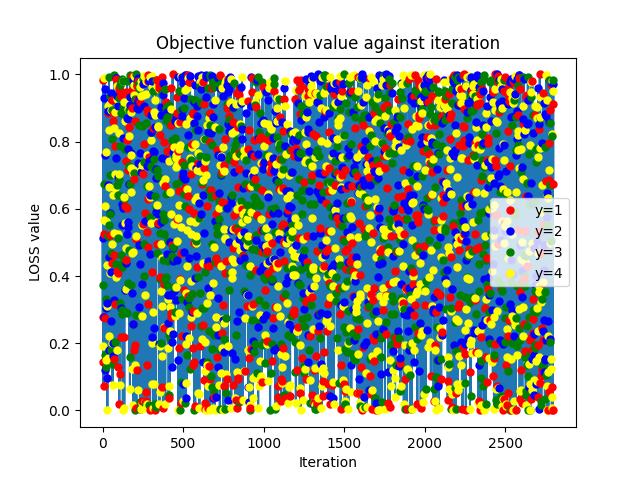 Objective function value against iteration
LOSS value
1.0
0.8
0.6
0.4
0.2
0.0
y=1
y=2
y=3
y=4
0 500 1000 1500 2000 2500
Iteration